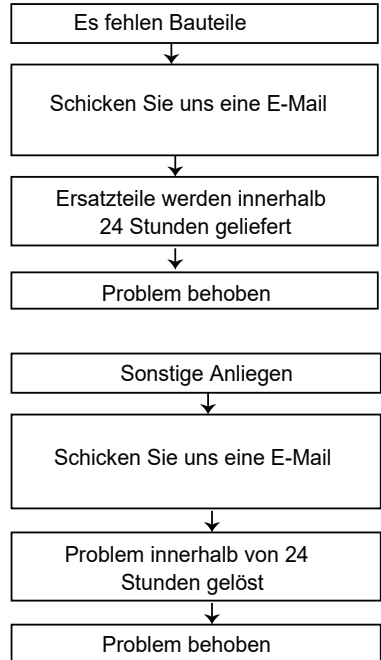 Es fehlen Bauteile
Schicken Sie uns eine E-Mail
Ersatzteile werden innerhalb
24 Stunden geliefert
Problem behoben
Sonstige Anliegen
Schicken Sie uns eine E-Mail
Problem innerhalb von 24
Stunden gelöst
Problem behoben